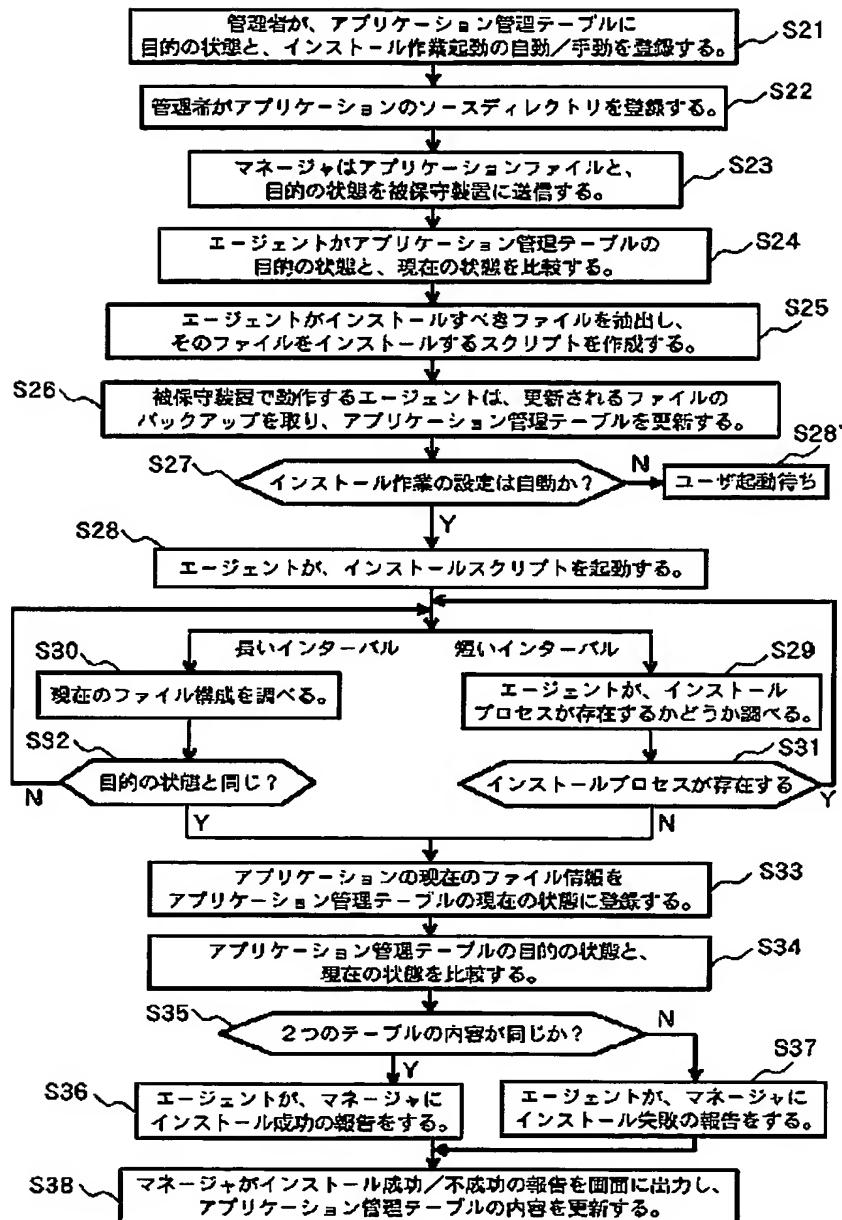 管理者が、アプリケーション管理テーブルに
目的の状態と、インストール作業起動の自動／手動を登録する。
S21
管理者がアプリケーションのソースディレクトリを登録する。
S22
マネージャはアプリケーションファイルと、
目的の状態を被保守装置に送信する。
S23
エージェントがアプリケーション管理テーブルの
目的の状態と、現在の状態を比較する。
S24
エージェントがインストールすべきファイルを抽出し、
そのファイルをインストールするスクリプトを作成する。
S25
S26
被保守装置で動作するエージェントは、更新されるファイルの
バックアップを取り、アプリケーション管理テーブルを更新する。
S27
インストール作業の設定は自動か？
N
S28'
ユーザ起動待ち
Y
S28
エージェントが、インストールスクリプトを起動する。
長いインターバル
短いインターバル
S30
現在のファイル構成を調べる。
S29
エージェントが、インストール
プロセスが存在するかどうか調べる。
S32
目的の状態と同じ？
N
Y
S31
インストールプロセスが存在する
Y
N
アプリケーションの現在のファイル情報を
アプリケーション管理テーブルの現在の状態に登録する。
S33
アプリケーション管理テーブルの目的の状態と、
現在の状態を比較する。
S34
S35
２つのテーブルの内容が同じか？
N
Y
S36
エージェントが、マネージャに
インストール成功の報告をする。
S37
エージェントが、マネージャに
インストール失敗の報告をする。
S38
マネージャがインストール成功／不成功の報告を画面に出力し、
アプリケーション管理テーブルの内容を更新する。